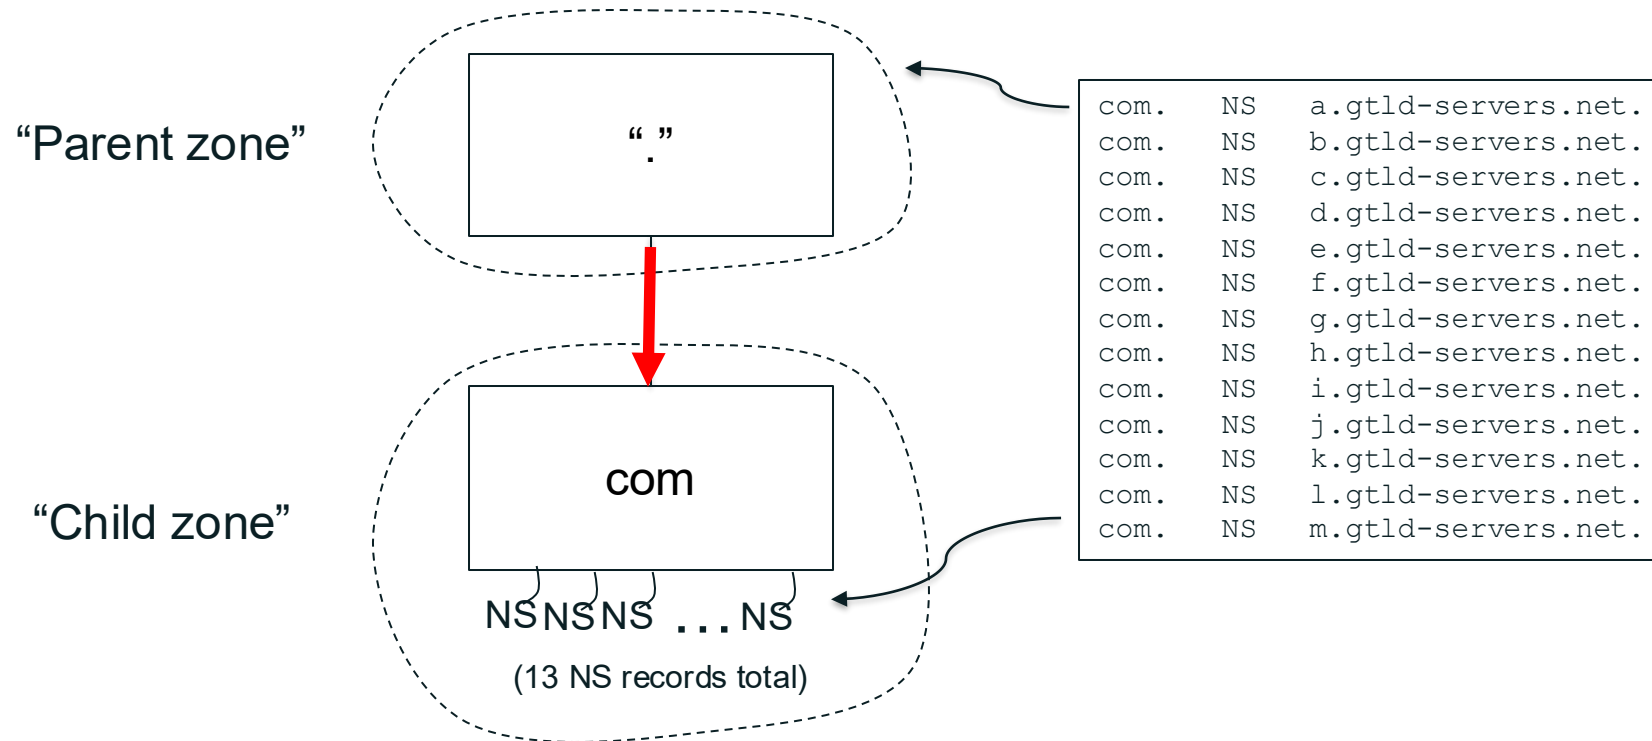 “Parent zone”
“.”
com. NS a.gtld-servers.net.
com. NS b.gtld-servers.net.
com. NS c.gtld-servers.net.
com. NS d.gtld-servers.net.
com. NS e.gtld-servers.net.
com. NS f.gtld-servers.net.
com. NS g.gtld-servers.net.
com. NS h.gtld-servers.net.
com. NS i.gtld-servers.net.
com. NS j.gtld-servers.net.
com. NS k.gtld-servers.net.
com. NS l.gtld-servers.net.
com. NS m.gtld-servers.net.
“Child zone”
com
NS NS NS ... NS
(13 NS records total)